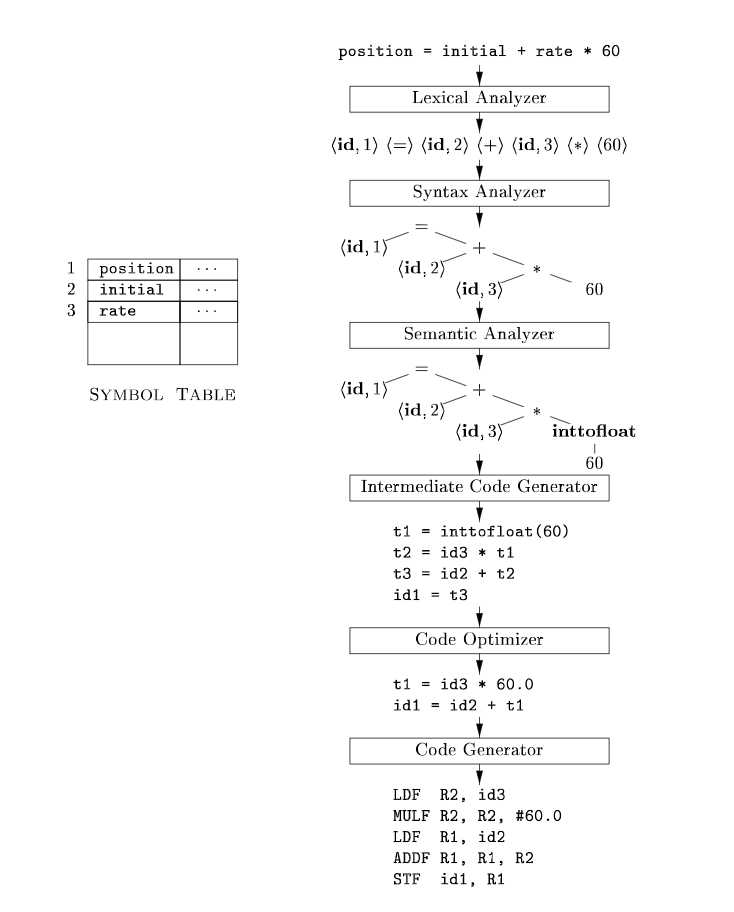 position = initial + rate * 60
Lexical Analyzer
⟨id, 1⟩ ⟨=⟩ ⟨id, 2⟩ ⟨+⟩ ⟨id, 3⟩ ⟨*⟩ ⟨60⟩
Syntax Analyzer
=
⟨id, 1⟩ +
⟨id, 2⟩ *
⟨id, 3⟩ 60
1 position ...
2 initial ...
3 rate ...
SYMBOL TABLE
Semantic Analyzer
=
⟨id, 1⟩ +
⟨id, 2⟩ *
⟨id, 3⟩ inttofloat
60
Intermediate Code Generator
t1 = inttofloat(60)
t2 = id3 * t1
t3 = id2 + t2
id1 = t3
Code Optimizer
t1 = id3 * 60.0
id1 = id2 + t1
Code Generator
LDF R2, id3
MULF R2, R2, #60.0
LDF R1, id2
ADDF R1, R1, R2
STF id1, R1